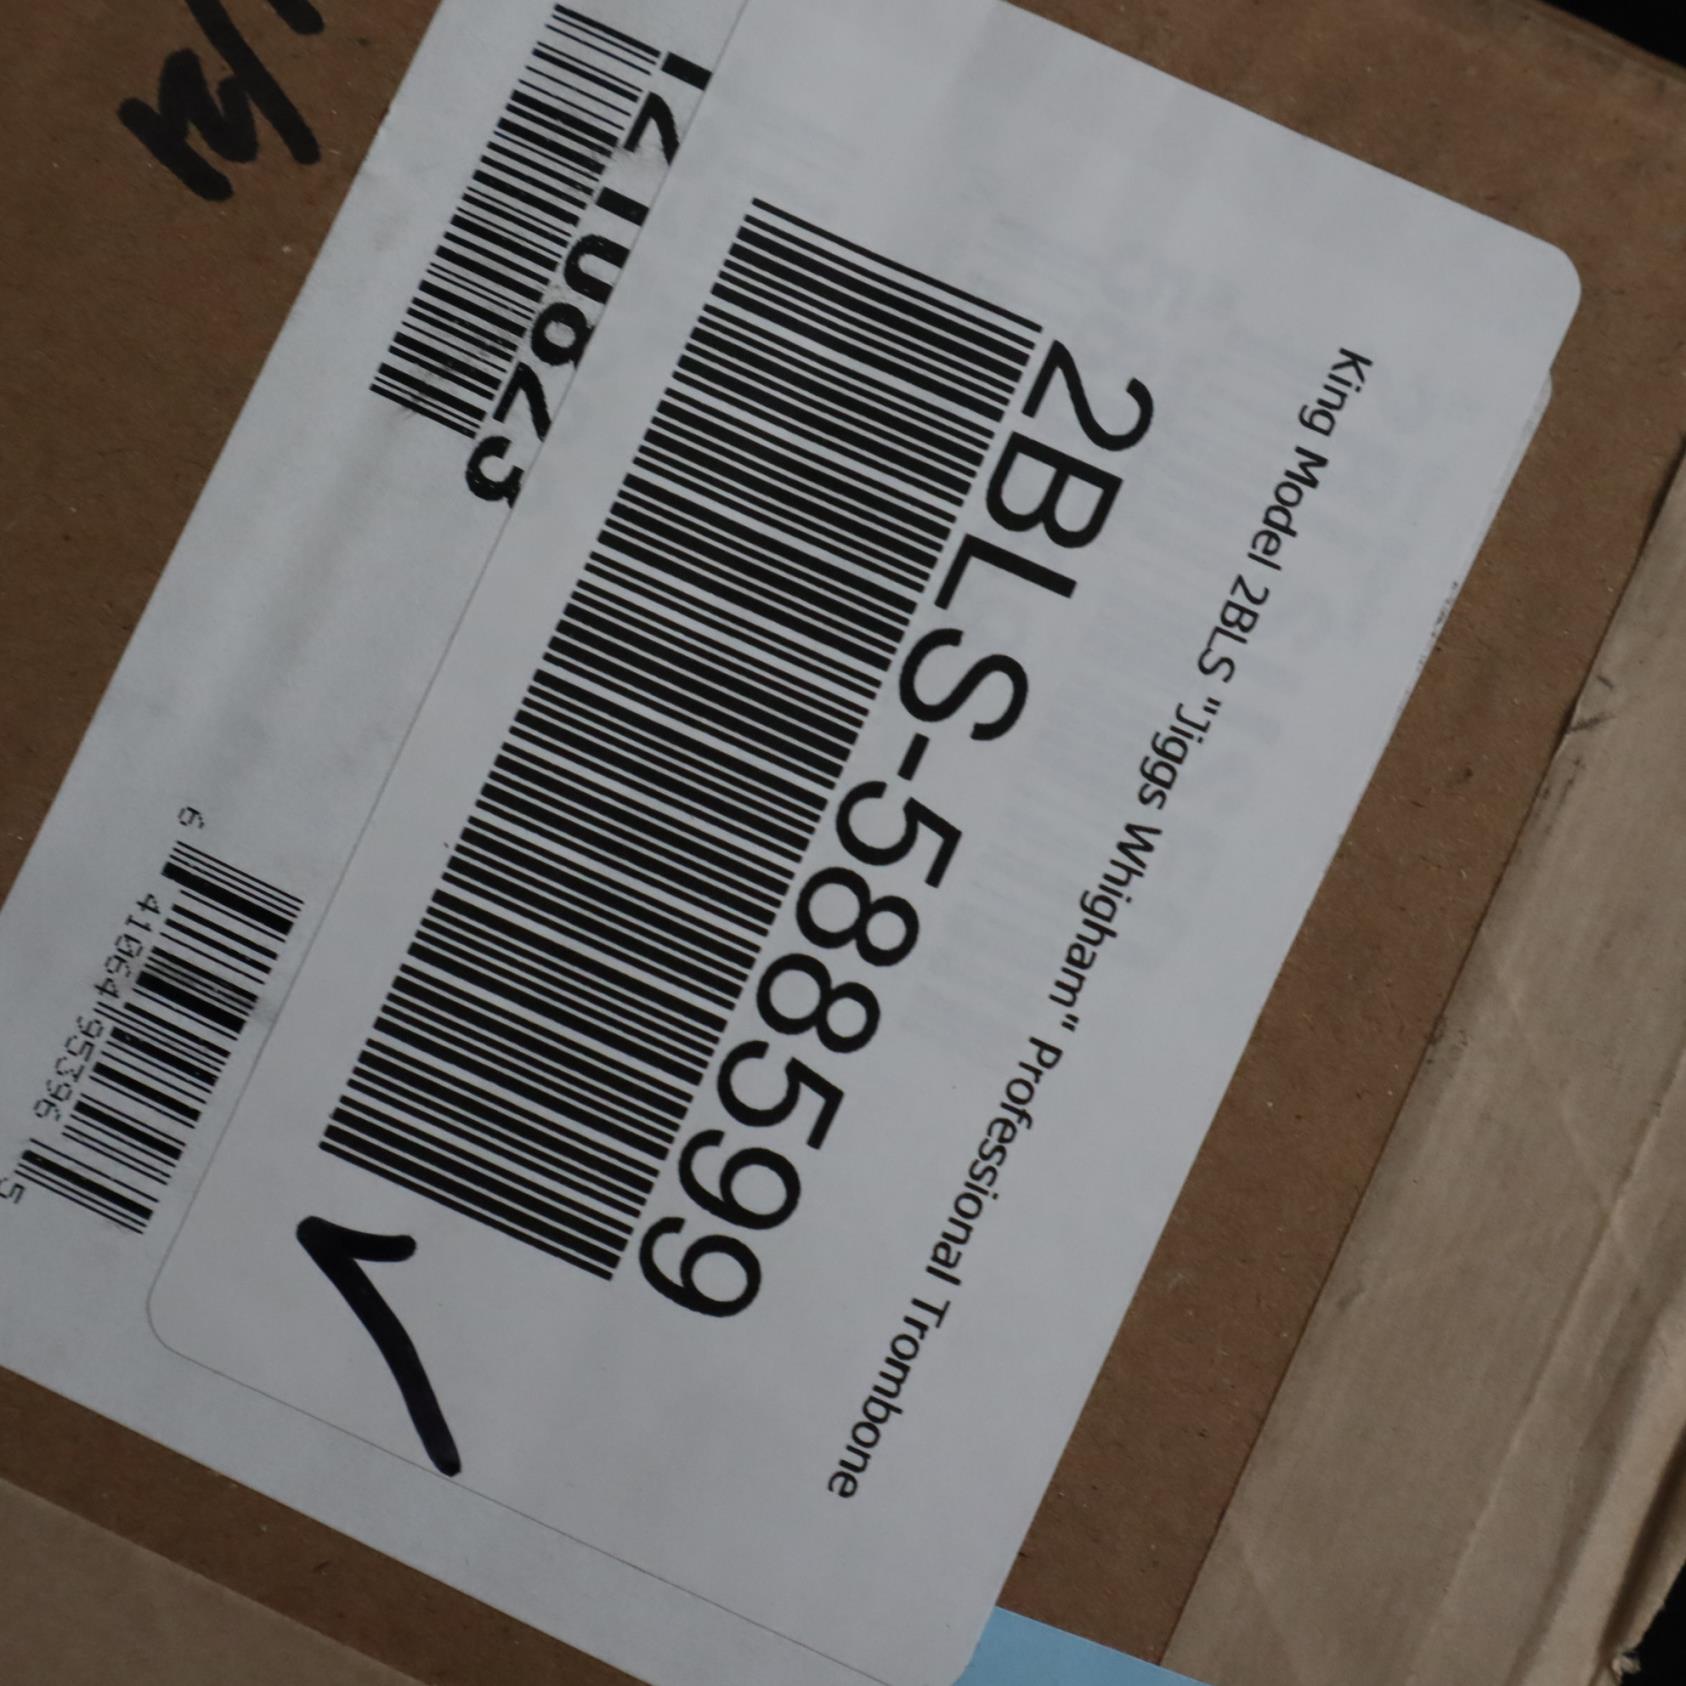 King Model 2BLS "Jiggs Whigham" Professional Trombone
2BLS-588599
6 41064 95396 5